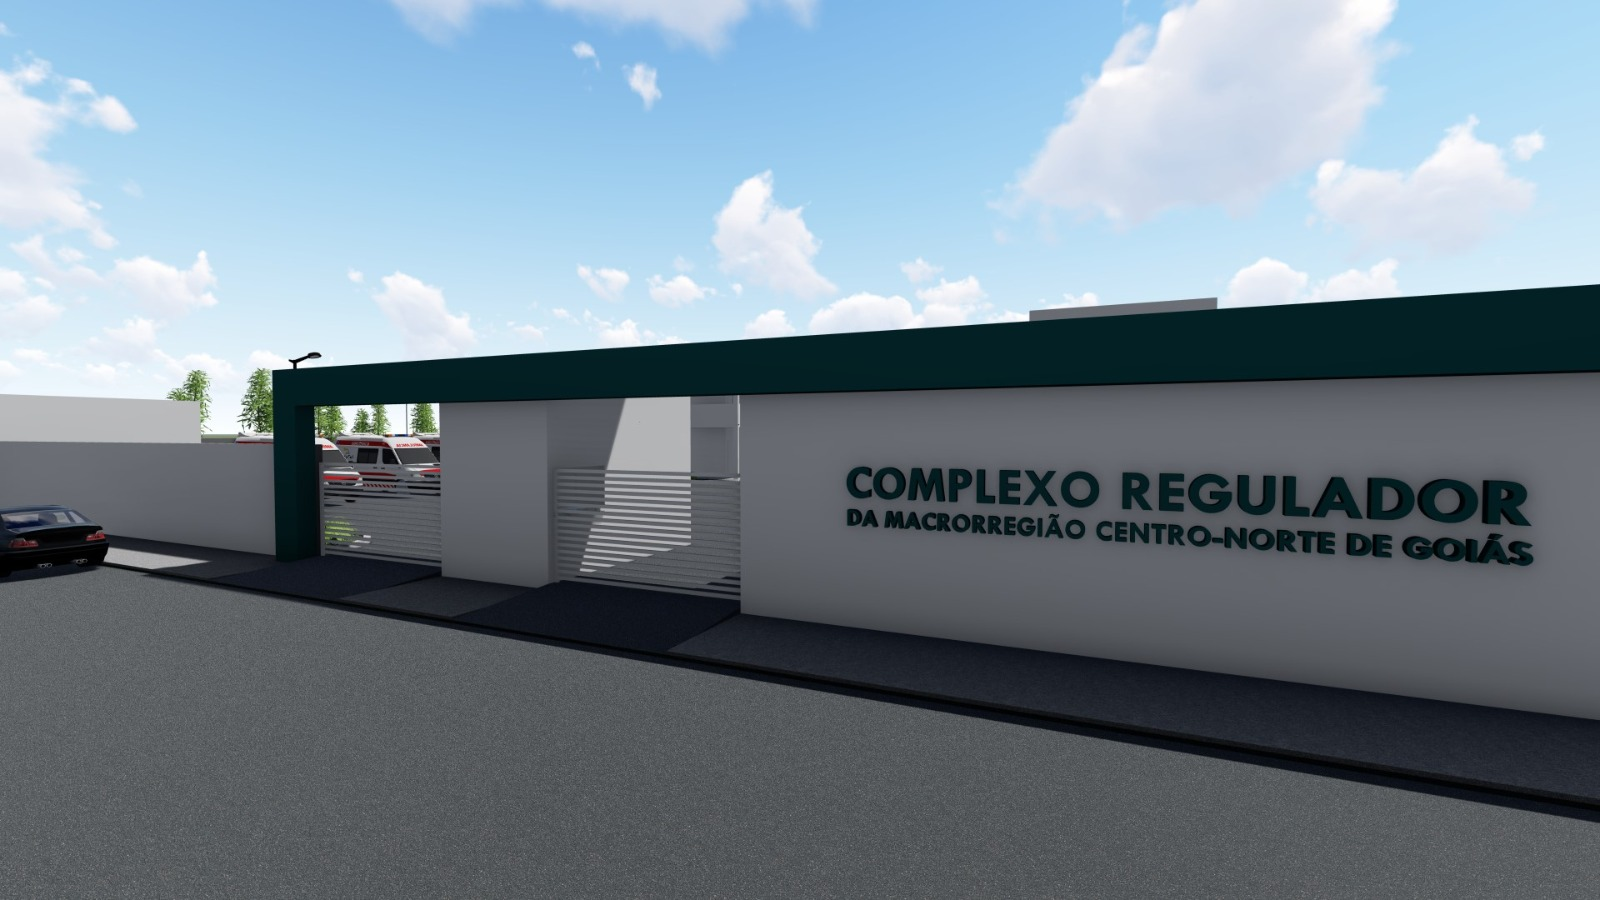 COMPLEXO REGULADOR
DA MACRORREGIÃO CENTRO-NORTE DE GOIÁS